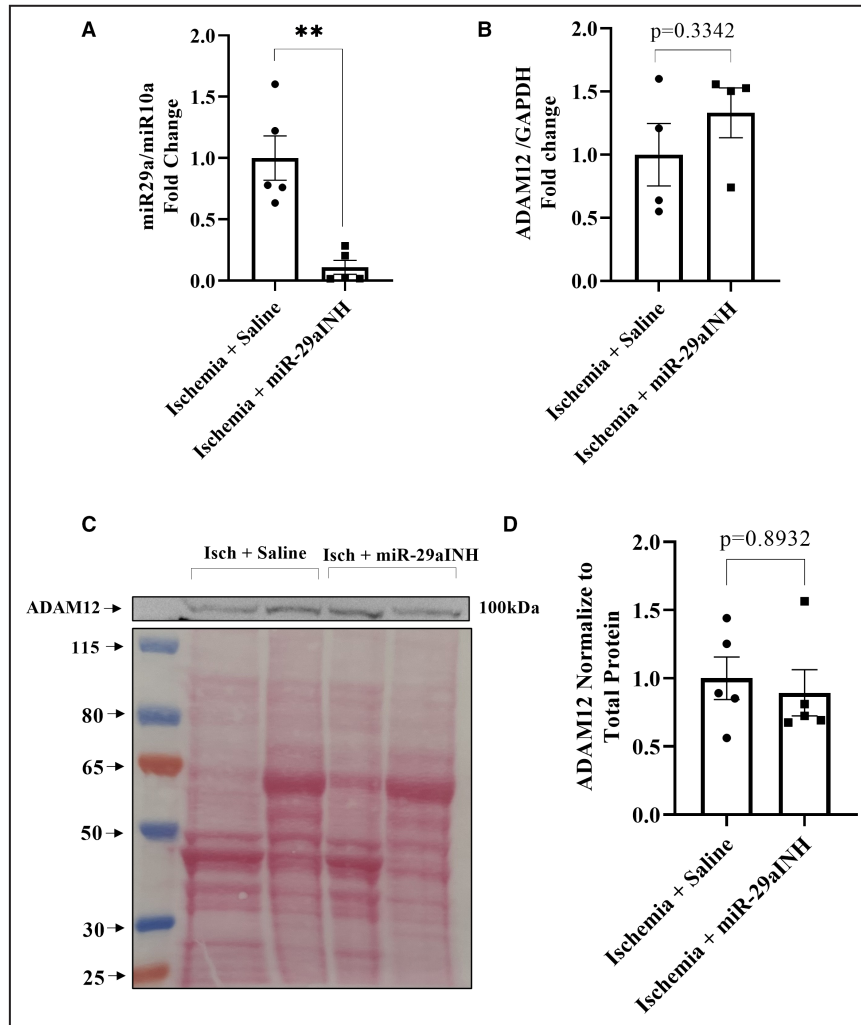 A
miR29a/miR10a
Fold Change
2.0
1.5
1.0
0.5
0.0
**
Ischemia + Saline
Ischemia + miR-29aINH
B
ADAM12 /GAPDH
Fold change
2.0
1.5
1.0
0.5
0.0
p=0.3342
Ischemia + Saline
Ischemia + miR-29aINH
C
Isch + Saline
Isch + miR-29aINH
ADAM12
100kDa
115
80
65
50
30
25
D
ADAM12 Normalize to
Total Protein
2.0
1.5
1.0
0.5
0.0
p=0.8932
Ischemia + Saline
Ischemia + miR-29aINH